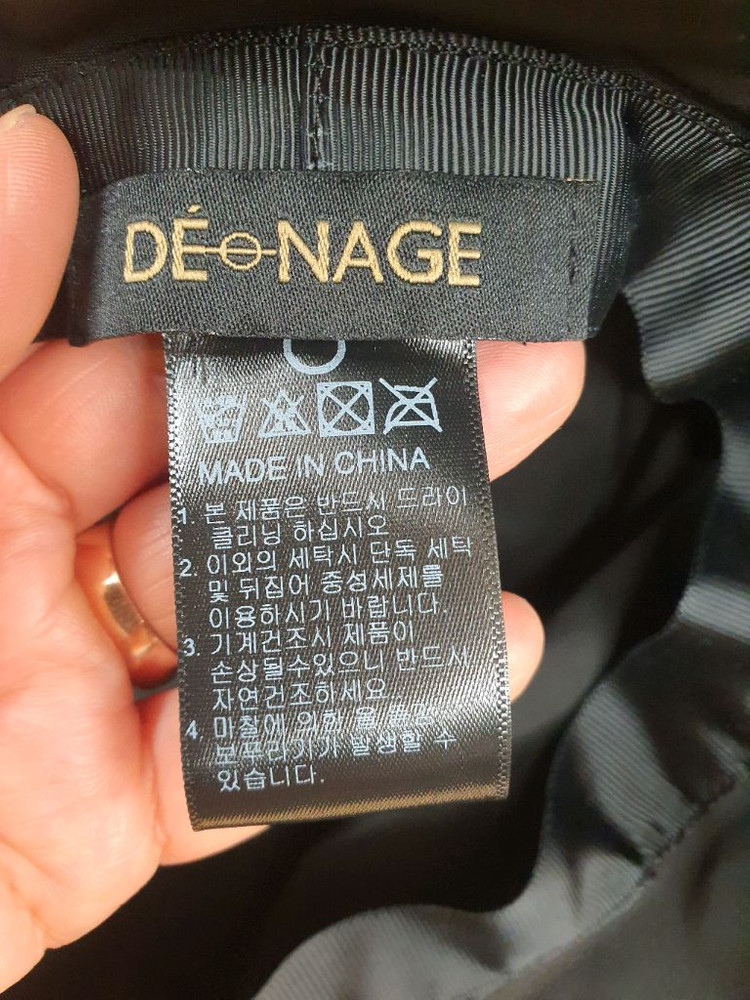 DÉNAGE
MADE IN CHINA
1. 본 제품은 반드시 드라이
클리닝 하십시오
2. 이외의 세탁시 단독 세탁
및 뒤집어 중성세제를
이용하시기 바랍니다.
3. 기계건조시 제품이
손상될수있으니 반드시
자연건조하세요
4. 마찰에 의한 올
보푸라기가 발생할 수
있습니다.